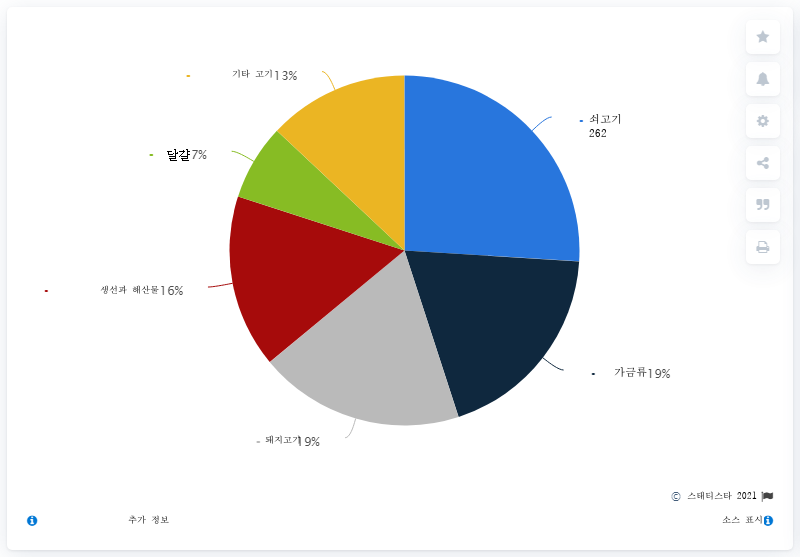 기타 고기13%
쇠고기
262
달걀7%
생선과 해산물16%
가금류19%
돼지고기19%
© 스태티스타 2021
추가 정보
소스 표시